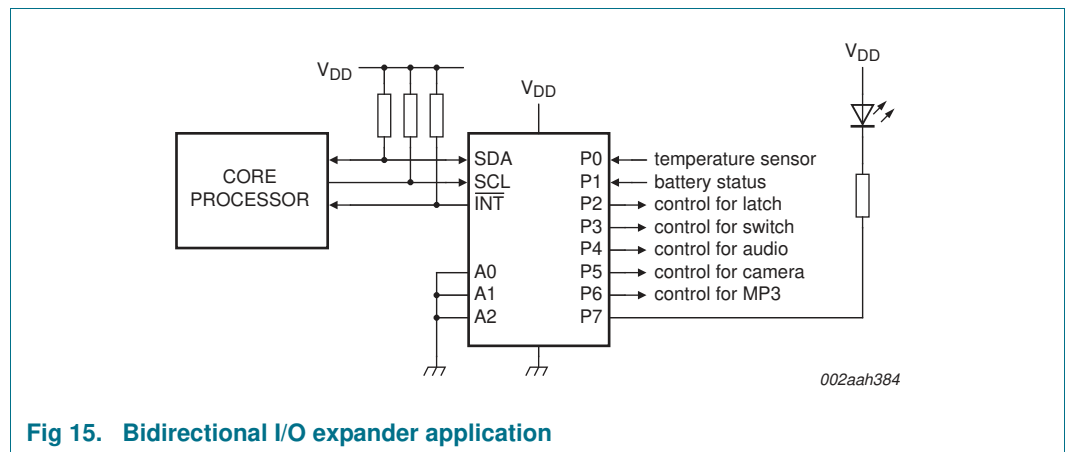 VDD
VDD
VDD
CORE
PROCESSOR
SDA
SCL
INT
A0
A1
A2
P0
P1
P2
P3
P4
P5
P6
P7
temperature sensor
battery status
control for latch
control for switch
control for audio
control for camera
control for MP3
002aah384
Fig 15. Bidirectional I/O expander application